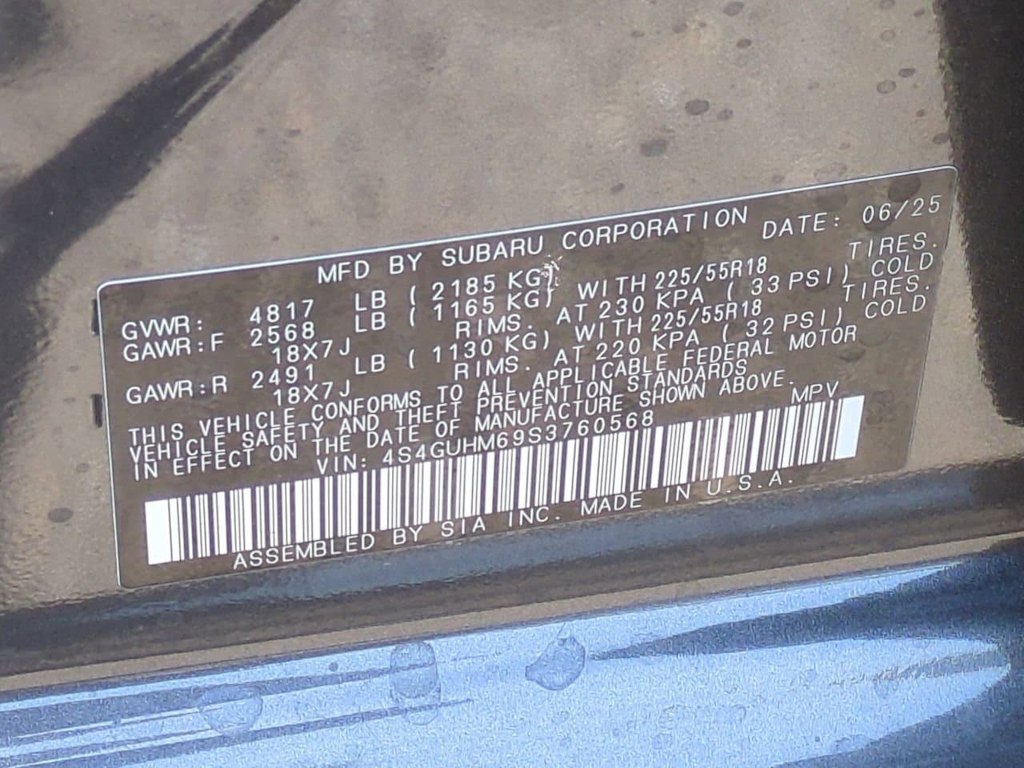 MFD BY SUBARU CORPORATION DATE: 06/25
GVWR: 4817 LB ( 2185 KG)
GAWR:F 2568 LB ( 1165 KG) WITH 225/55R18 TIRES.
18X7J RIMS. AT 230 KPA ( 33 PSI) COLD
GAWR:R 2491 LB ( 1130 KG) WITH 225/55R18 TIRES.
18X7J RIMS. AT 220 KPA ( 32 PSI) COLD
THIS VEHICLE CONFORMS TO ALL APPLICABLE FEDERAL MOTOR
VEHICLE SAFETY AND THEFT PREVENTION STANDARDS
IN EFFECT ON THE DATE OF MANUFACTURE SHOWN ABOVE.
VIN: 4S4GUHM69S3760568 MPV
ASSEMBLED BY SIA INC. MADE IN U.S.A.